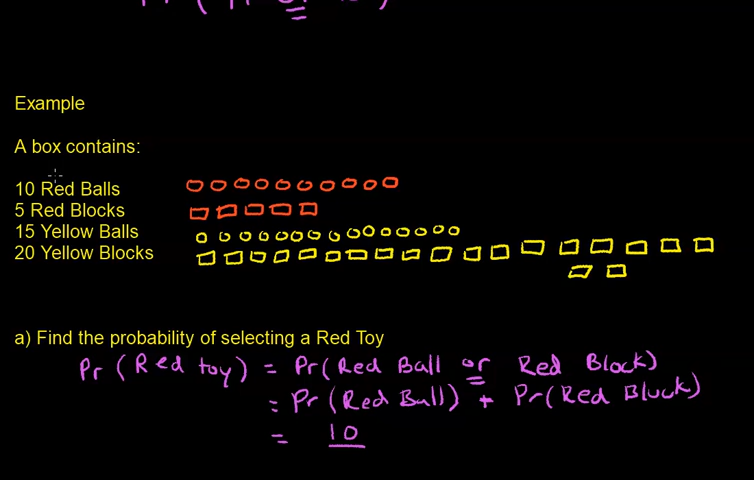 Example
A box contains:
10 Red Balls
5 Red Blocks
15 Yellow Balls
20 Yellow Blocks
a) Find the probability of selecting a Red Toy
Pr (Red toy) = Pr(Red Ball or Red Block)
= Pr (Red Ball) + Pr(Red Block)
= 10